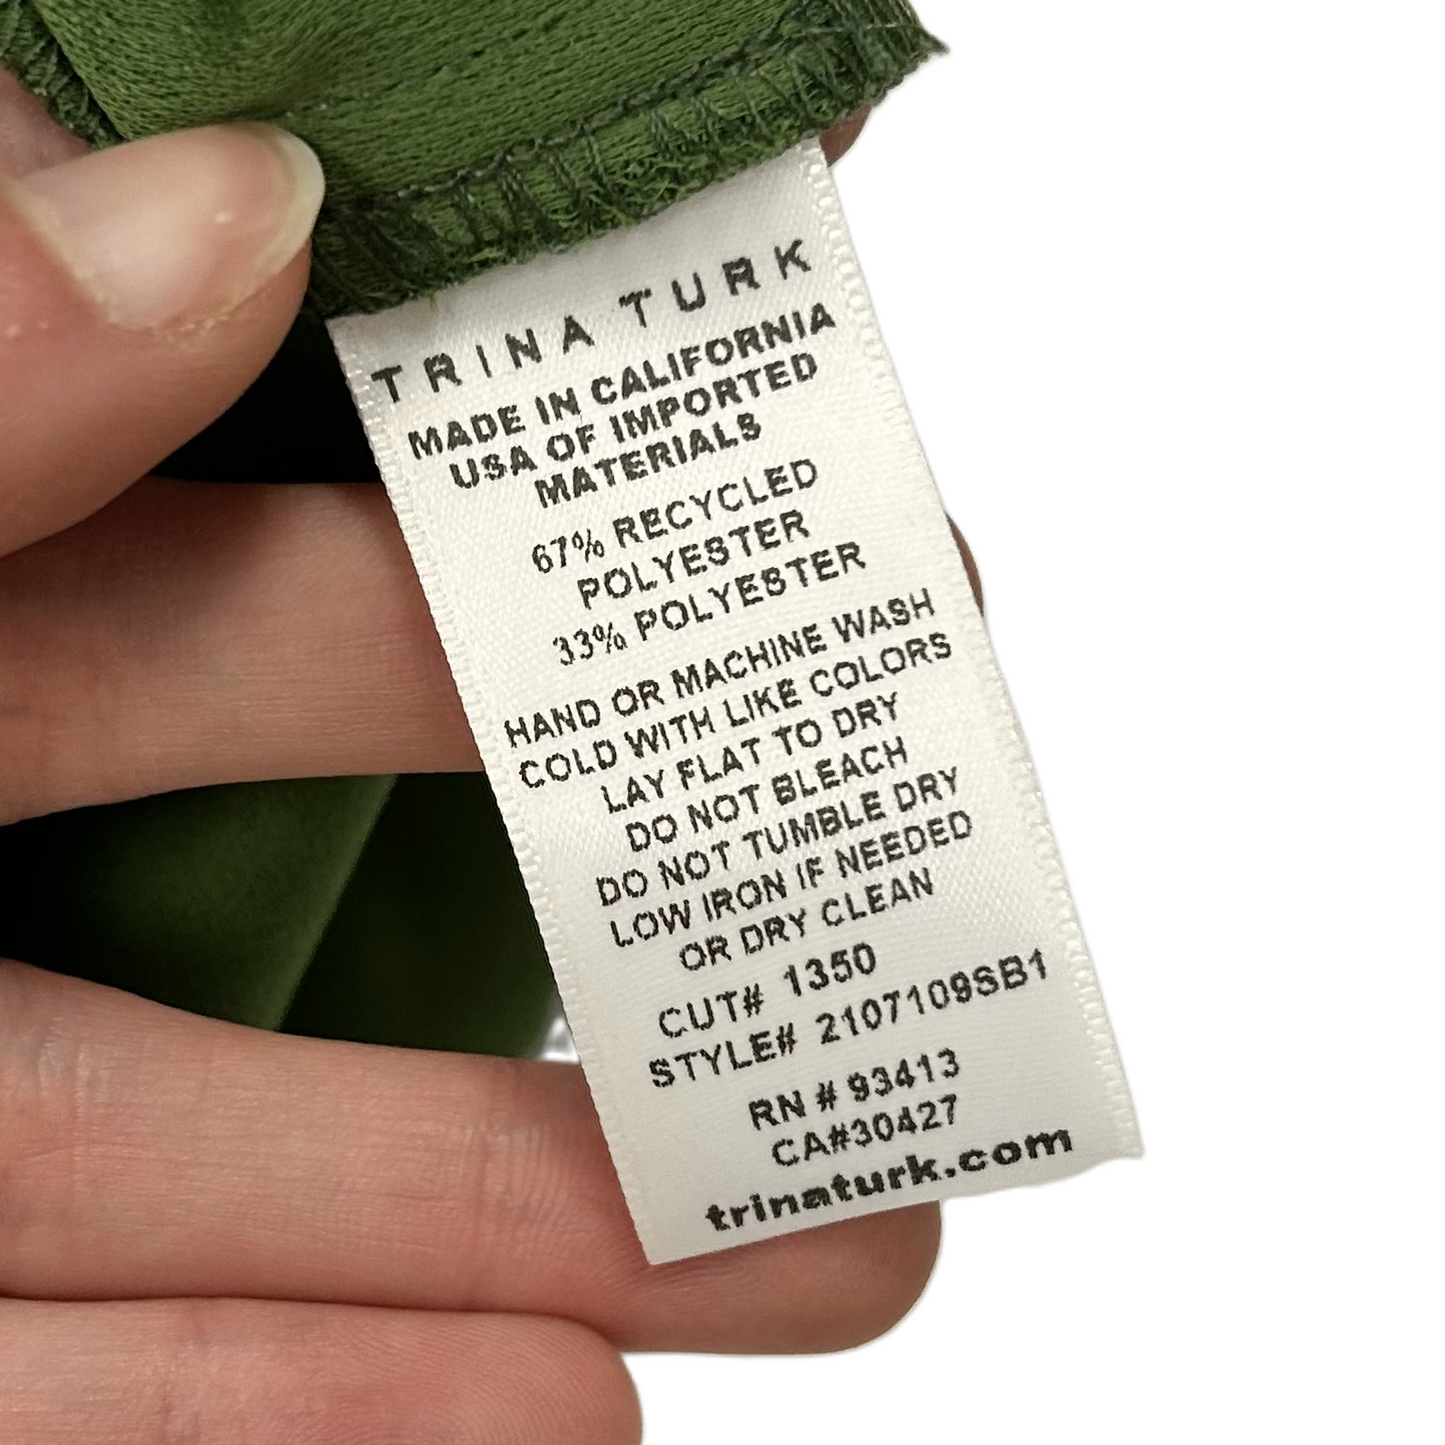 TRINA TURK
MADE IN CALIFORNIA
USA OF IMPORTED
MATERIALS
67% RECYCLED
POLYESTER
33% POLYESTER
HAND OR MACHINE WASH
COLD WITH LIKE COLORS
LAY FLAT TO DRY
DO NOT BLEACH
DO NOT TUMBLE DRY
LOW IRON IF NEEDED
OR DRY CLEAN
CUT# 1350
STYLE# 2107109SB1
RN # 93413
CA#30427
trinaturk.com